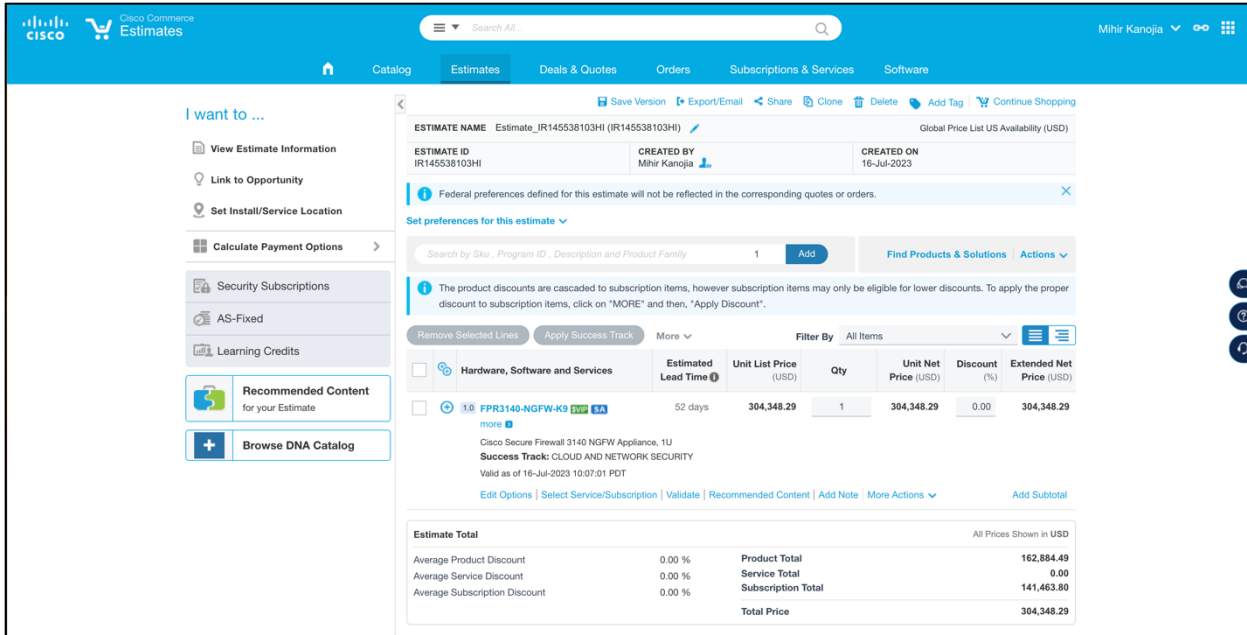 Cisco Commerce
CISCO Estimates
Search All...
Mihir Kanojia
Catalog Estimates Deals & Quotes Orders Subscriptions & Services Software
I want to ...
View Estimate Information
Link to Opportunity
Set Install/Service Location
Calculate Payment Options
Security Subscriptions
AS-Fixed
Learning Credits
Recommended Content
for your Estimate
Browse DNA Catalog
Save Version Export/Email Share Clone Delete Add Tag Continue Shopping
ESTIMATE NAME Estimate_IR145538103HI (IR145538103HI) Global Price List US Availability (USD)
ESTIMATE ID CREATED BY CREATED ON
IR145538103HI Mihir Kanojia 16-Jul-2023
Federal preferences defined for this estimate will not be reflected in the corresponding quotes or orders.
Set preferences for this estimate
Search by Sku , Program ID , Description and Product Family 1 Add Find Products & Solutions Actions
The product discounts are cascaded to subscription items, however subscription items may only be eligible for lower discounts. To apply the proper
discount to subscription items, click on "MORE" and then, "Apply Discount".
Remove Selected Lines Apply Success Track More Filter By All Items
Hardware, Software and Services Estimated Lead Time Unit List Price (USD) Qty Unit Net Price (USD) Discount (%) Extended Net Price (USD)
1.0 FPR3140-NGFW-K9 $VIP SA 52 days 304,348.29 1 304,348.29 0.00 304,348.29
more
Cisco Secure Firewall 3140 NGFW Appliance, 1U
Success Track: CLOUD AND NETWORK SECURITY
Valid as of 16-Jul-2023 10:07:01 PDT
Edit Options Select Service/Subscription Validate Recommended Content Add Note More Actions Add Subtotal
Estimate Total All Prices Shown in USD
Average Product Discount 0.00 % Product Total 162,884.49
Average Service Discount 0.00 % Service Total 0.00
Average Subscription Discount 0.00 % Subscription Total 141,463.80
Total Price 304,348.29